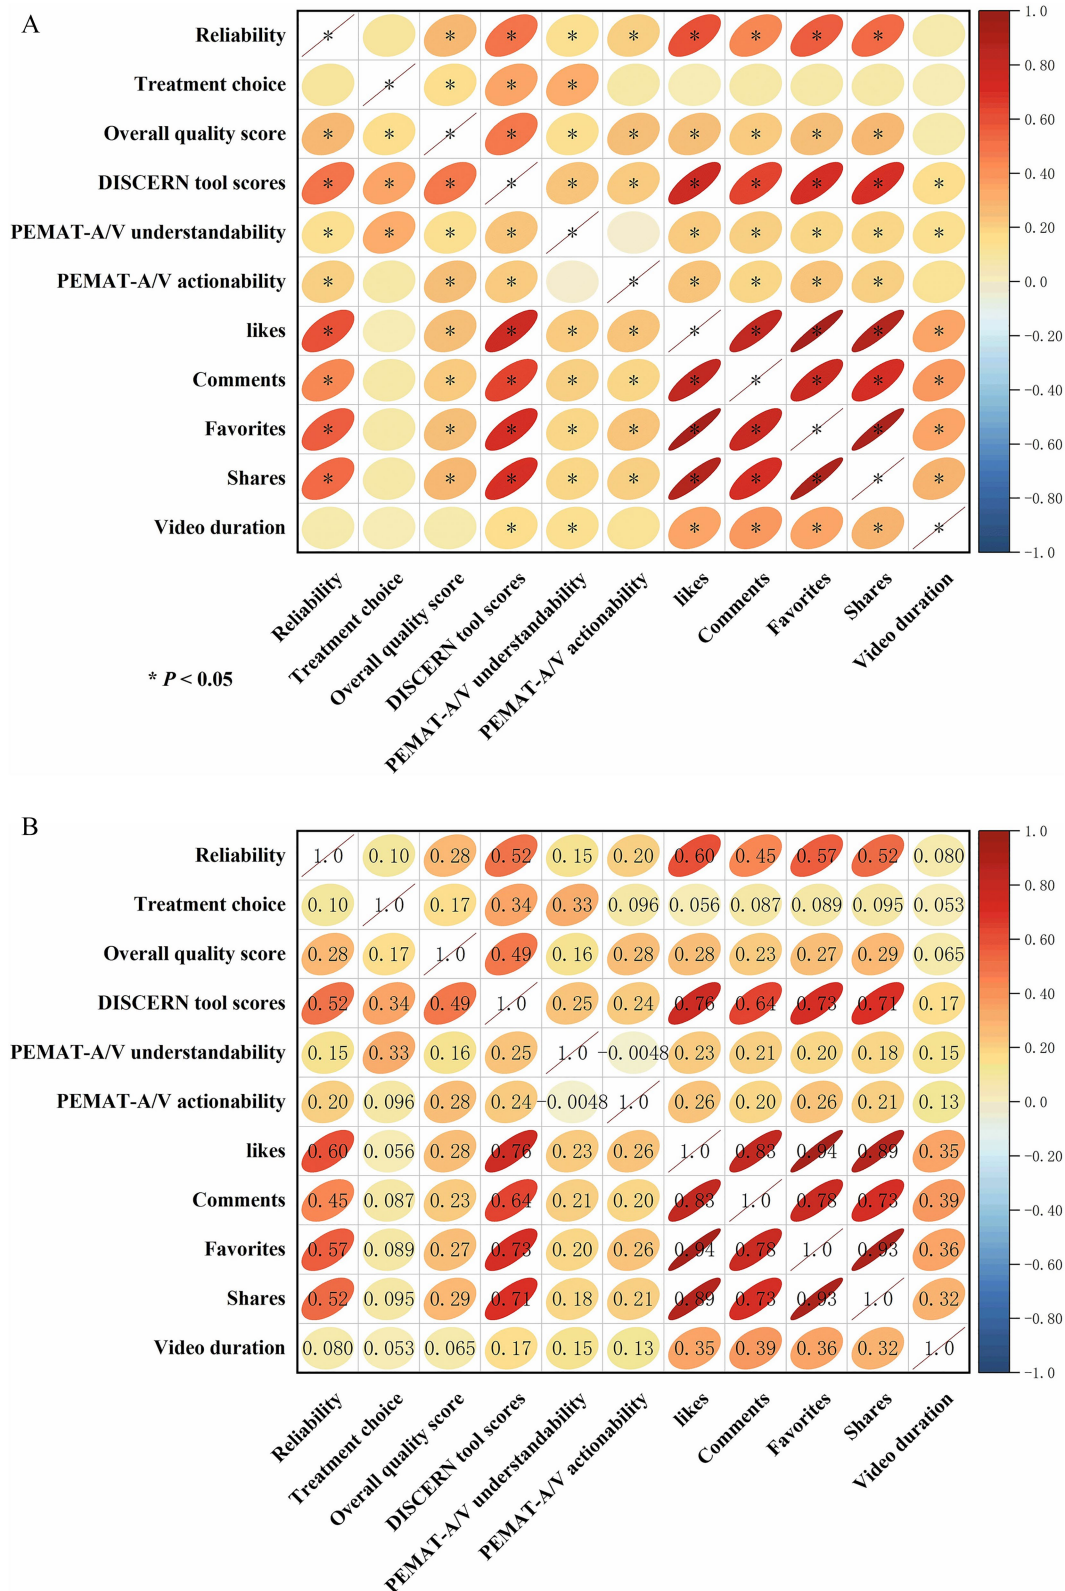 A
1.0
Reliability * * * * * * * * *
0.80
Treatment choice * * * *
0.60
Overall quality score * * * * * * * * * *
0.40
DISCERN tool scores * * * * * * * * * * *
0.20
PEMAT-A/V understandability * * * * * * * * * *
PEMAT-A/V actionability * * * * * * * *
0.0
likes * * * * * * * * * *
-0.20
Comments * * * * * * * * * *
-0.40
Favorites * * * * * * * * * *
-0.60
Shares * * * * * * * * * *
-0.80
Video duration * * * * * * *
-1.0
Reliability
Treatment choice
Overall quality score
DISCERN tool scores
PEMAT-A/V understandability
PEMAT-A/V actionability
likes
Comments
Favorites
Shares
Video duration
* P < 0.05
B
1.0
Reliability 1.0 0.10 0.28 0.52 0.15 0.20 0.60 0.45 0.57 0.52 0.080
0.80
Treatment choice 0.10 1.0 0.17 0.34 0.33 0.096 0.056 0.087 0.089 0.095 0.053
0.60
Overall quality score 0.28 0.17 1.0 0.49 0.16 0.28 0.28 0.23 0.27 0.29 0.065
0.40
DISCERN tool scores 0.52 0.34 0.49 1.0 0.25 0.24 0.76 0.64 0.73 0.71 0.17
0.20
PEMAT-A/V understandability 0.15 0.33 0.16 0.25 1.0 -0.0048 0.23 0.21 0.20 0.18 0.15
PEMAT-A/V actionability 0.20 0.096 0.28 0.24 -0.0048 1.0 0.26 0.20 0.26 0.21 0.13
0.0
likes 0.60 0.056 0.28 0.76 0.23 0.26 1.0 0.83 0.94 0.89 0.35
-0.20
Comments 0.45 0.087 0.23 0.64 0.21 0.20 0.83 1.0 0.78 0.73 0.39
-0.40
Favorites 0.57 0.089 0.27 0.73 0.20 0.26 0.94 0.78 1.0 0.93 0.36
-0.60
Shares 0.52 0.095 0.29 0.71 0.18 0.21 0.89 0.73 0.93 1.0 0.32
-0.80
Video duration 0.080 0.053 0.065 0.17 0.15 0.13 0.35 0.39 0.36 0.32 1.0
-1.0
Reliability
Treatment choice
Overall quality score
DISCERN tool scores
PEMAT-A/V understandability
PEMAT-A/V actionability
likes
Comments
Favorites
Shares
Video duration